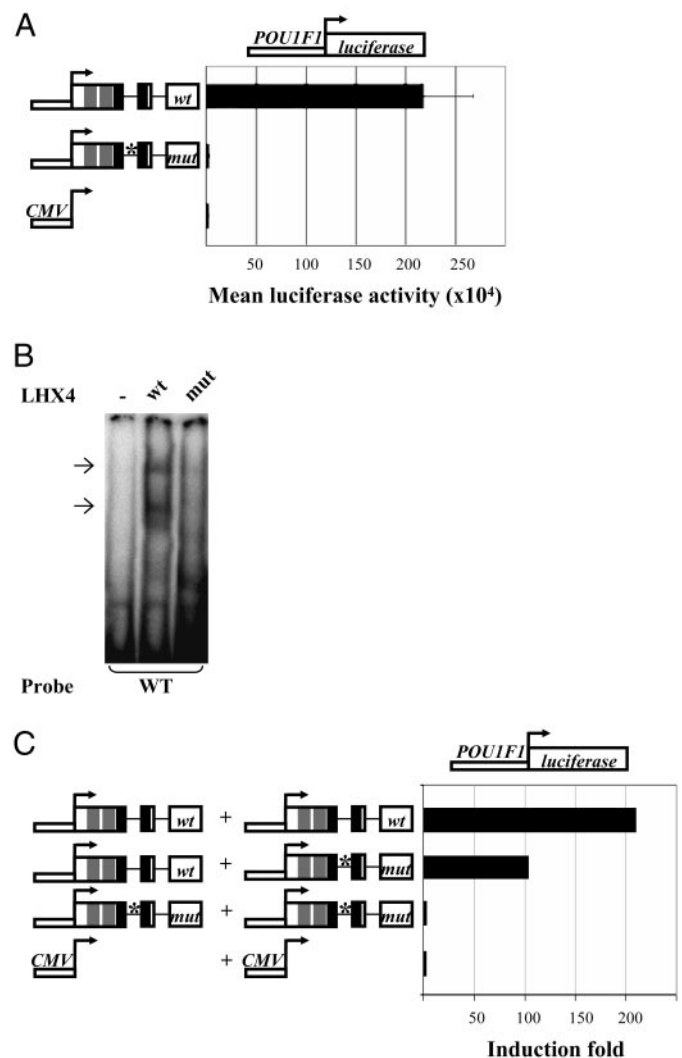 A
POU1F1
luciferase
wt
*
mut
CMV
50 100 150 200 250
Mean luciferase activity (x10⁴)
B
LHX4 - wt mut
Probe WT
C
POU1F1
luciferase
wt + wt
wt + * mut
* mut + * mut
CMV + CMV
50 100 150 200
Induction fold